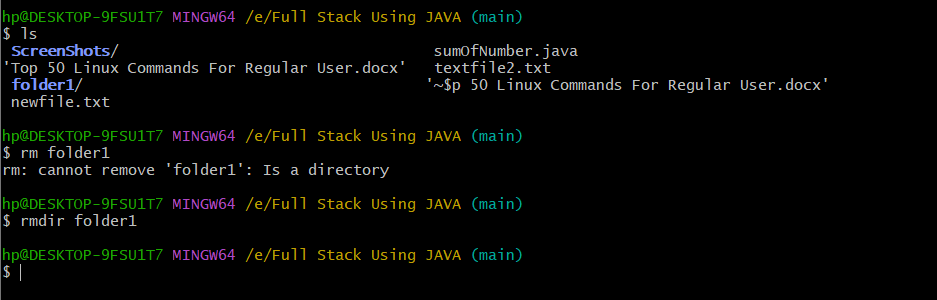 hp@DESKTOP-9FSU1T7 MINGW64 /e/Full Stack Using JAVA (main)
$ ls
ScreenShots/ sumOfNumber.java
'Top 50 Linux Commands For Regular User.docx' textfile2.txt
folder1/ '~$p 50 Linux Commands For Regular User.docx'
newfile.txt
hp@DESKTOP-9FSU1T7 MINGW64 /e/Full Stack Using JAVA (main)
$ rm folder1
rm: cannot remove 'folder1': Is a directory
hp@DESKTOP-9FSU1T7 MINGW64 /e/Full Stack Using JAVA (main)
$ rmdir folder1
hp@DESKTOP-9FSU1T7 MINGW64 /e/Full Stack Using JAVA (main)
$